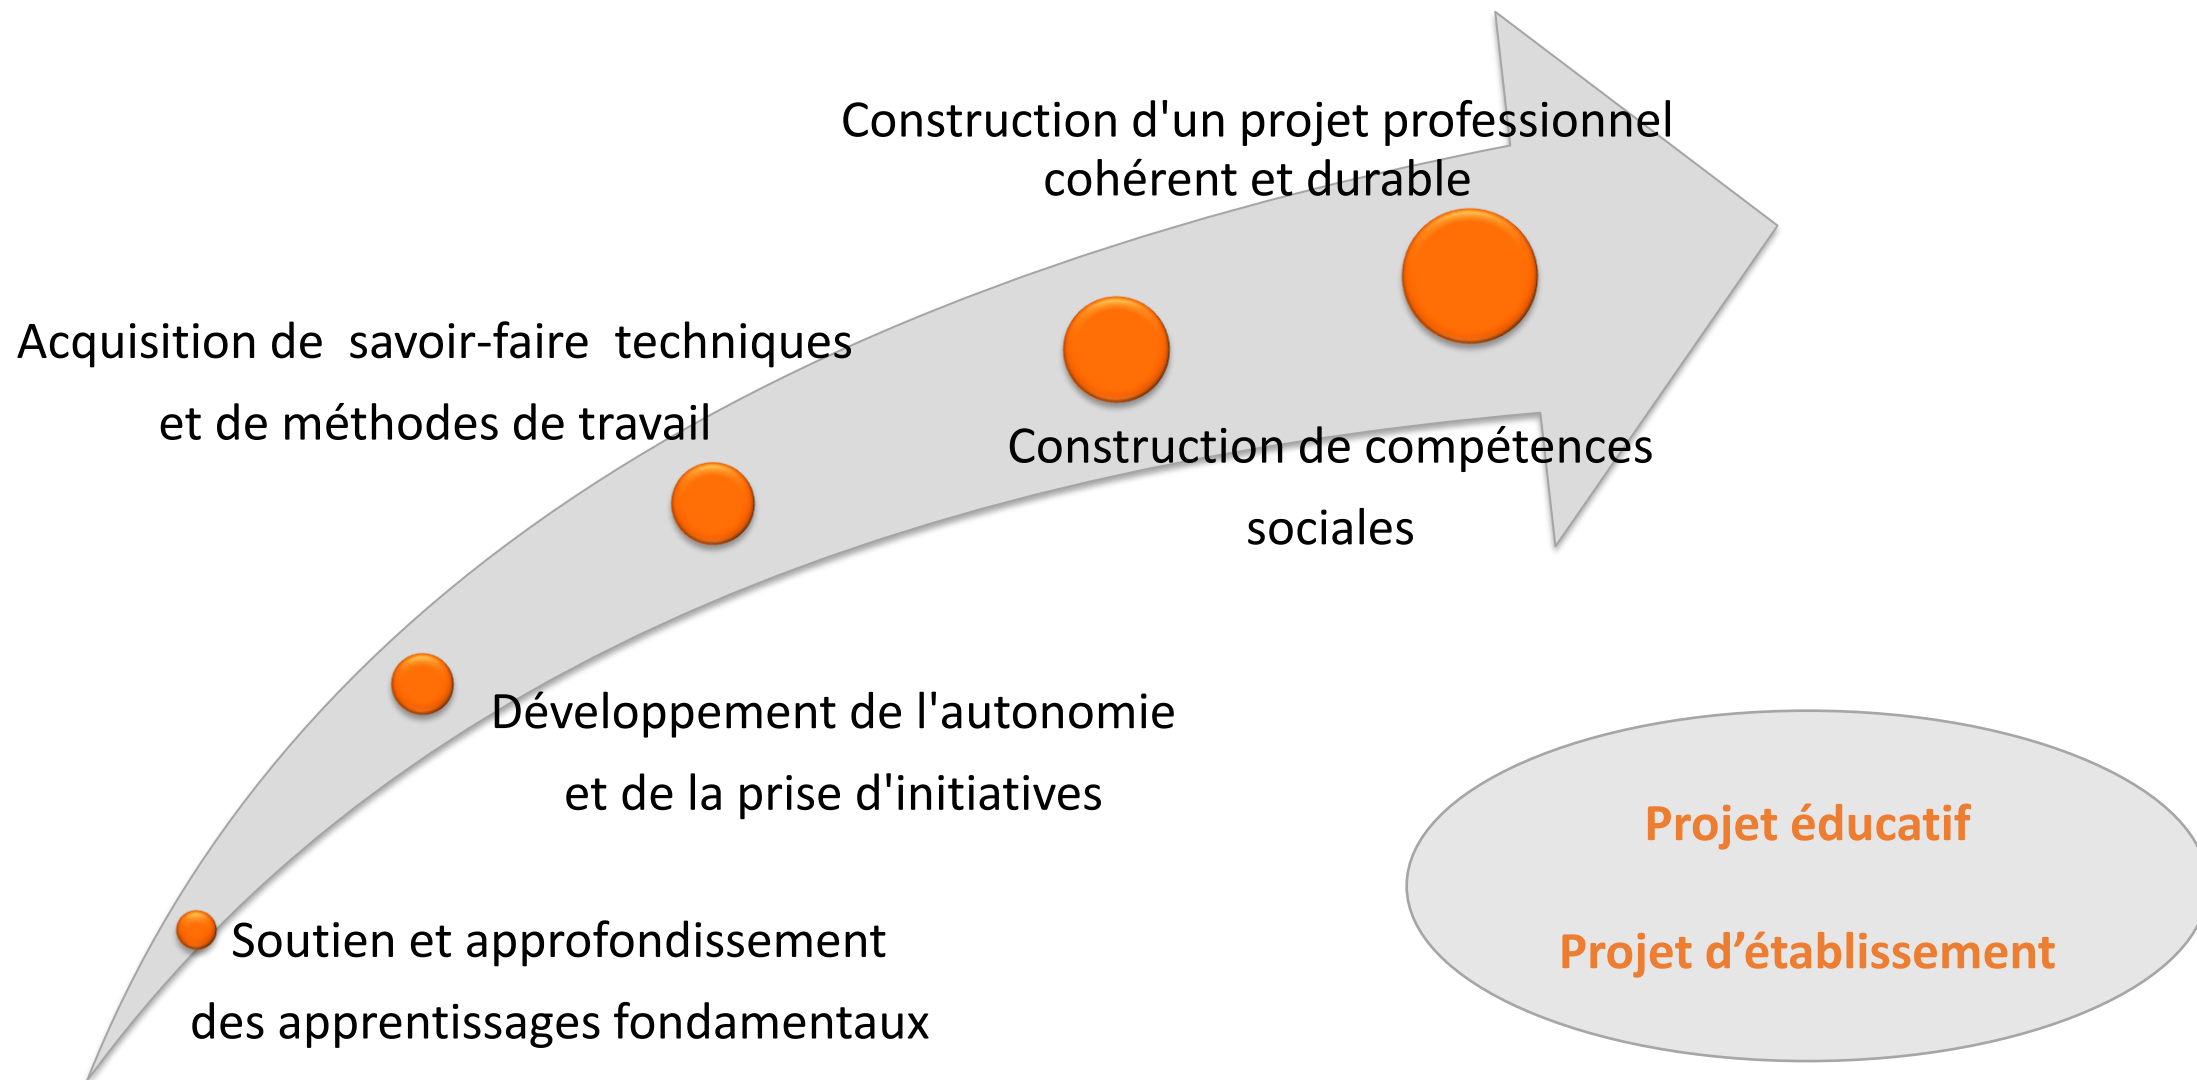 Construction d'un projet professionnel
cohérent et durable
Acquisition de  savoir-faire  techniques
et de méthodes de travail
Construction de compétences
sociales
Développement de l'autonomie
et de la prise d'initiatives
Soutien et approfondissement
des apprentissages fondamentaux
Projet éducatif
Projet d’établissement